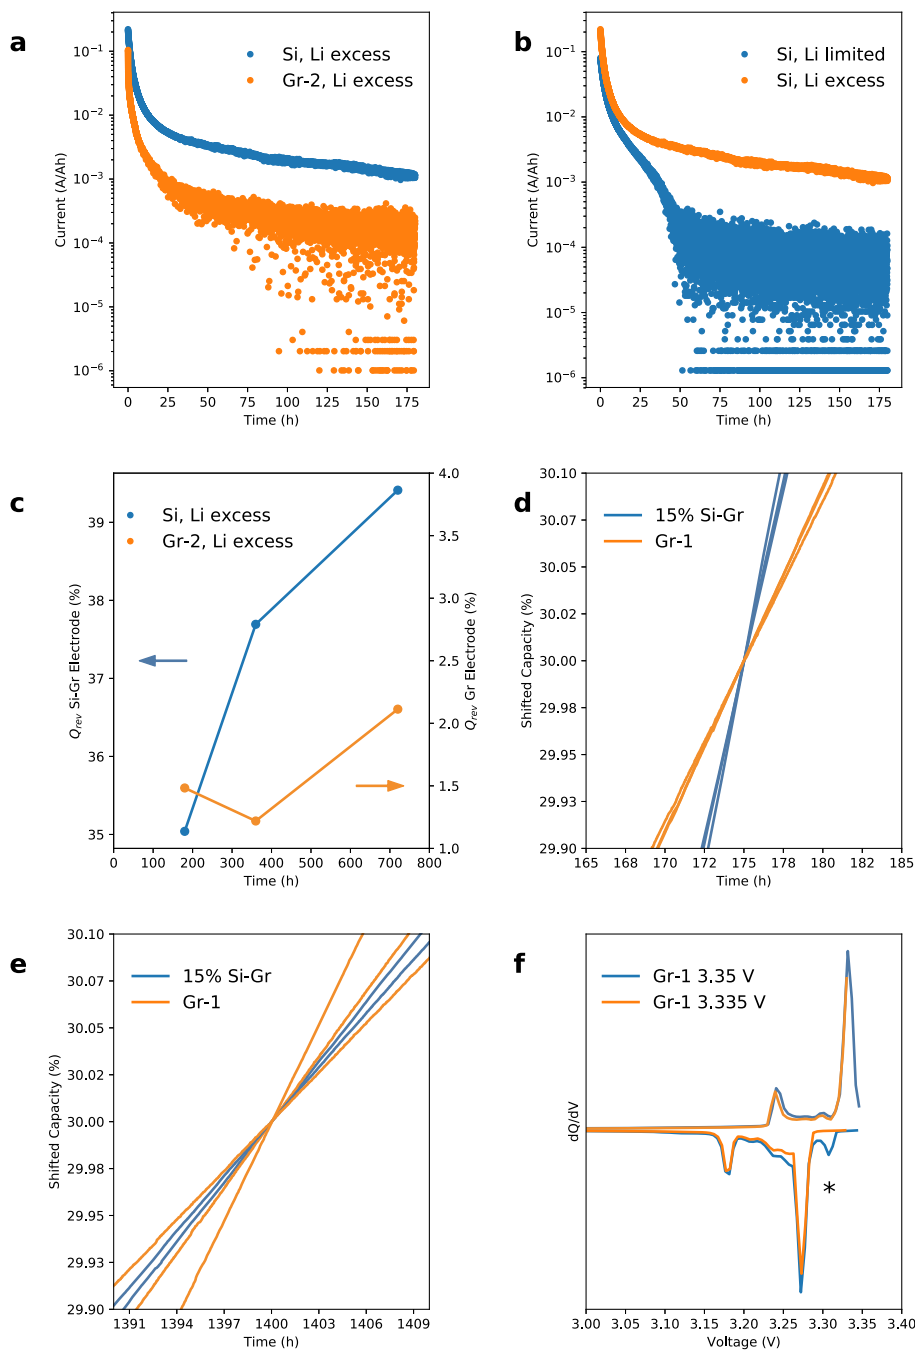 a
Si, Li excess
Gr-2, Li excess
Current (A/Ah)
10⁻¹
10⁻²
10⁻³
10⁻⁴
10⁻⁵
10⁻⁶
0 25 50 75 100 125 150 175
Time (h)
b
Si, Li limited
Si, Li excess
Current (A/Ah)
10⁻¹
10⁻²
10⁻³
10⁻⁴
10⁻⁵
10⁻⁶
0 25 50 75 100 125 150 175
Time (h)
c
Si, Li excess
Gr-2, Li excess
Q_rev Si-Gr Electrode (%)
39
38
37
36
35
4.0
3.5
3.0
2.5
2.0
1.5
1.0
Q_rev Gr Electrode (%)
0 100 200 300 400 500 600 700 800
Time (h)
d
15% Si-Gr
Gr-1
Shifted Capacity (%)
30.10
30.07
30.05
30.02
30.00
29.98
29.95
29.93
29.90
165 168 170 172 175 178 180 182 185
Time (h)
e
15% Si-Gr
Gr-1
Shifted Capacity (%)
30.10
30.07
30.05
30.02
30.00
29.98
29.95
29.93
29.90
1391 1394 1397 1400 1403 1406 1409
Time (h)
f
Gr-1 3.35 V
Gr-1 3.335 V
dQ/dV
*
3.00 3.05 3.10 3.15 3.20 3.25 3.30 3.35 3.40
Voltage (V)